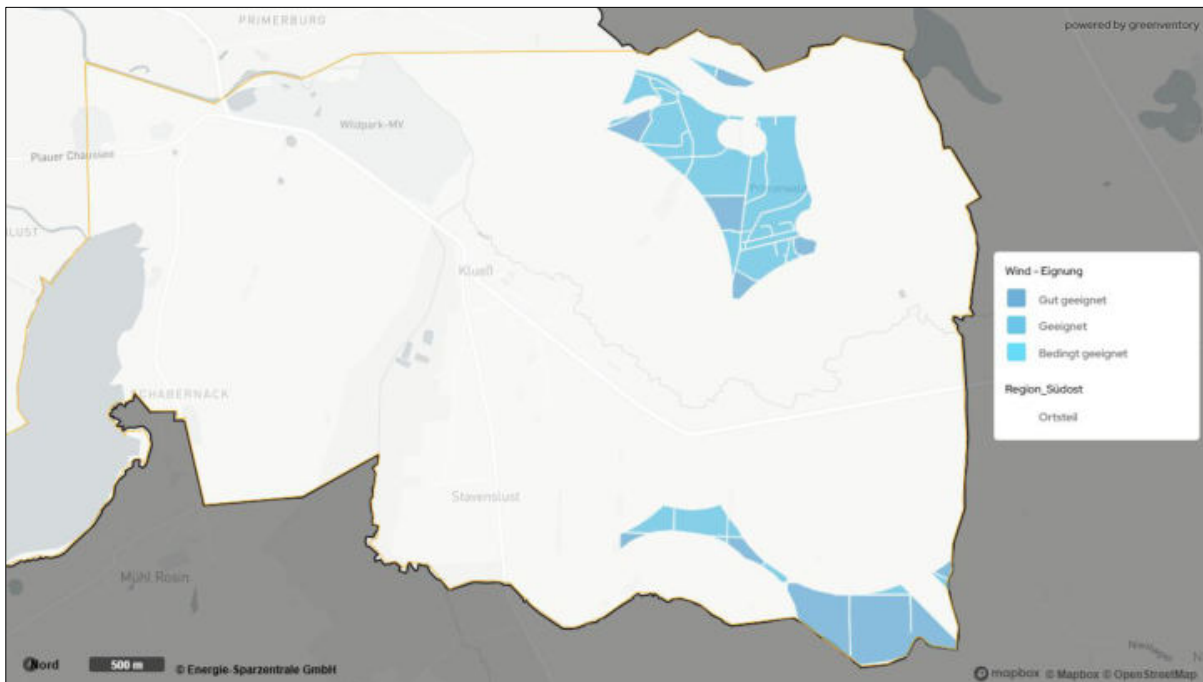 PRIMERBURG
powered by greenventory
Wildpark-MV
Plauer Chaussee
LUST
Klueß
Wind - Eignung
Gut geeignet
Geeignet
Bedingt geeignet
Region_Südost
Ortsteil
SCHABERNACK
Stavenslust
Mühl Rosin
Nord
500 m
© Energie-Sparzentrale GmbH
mapbox © Mapbox © OpenStreetMap